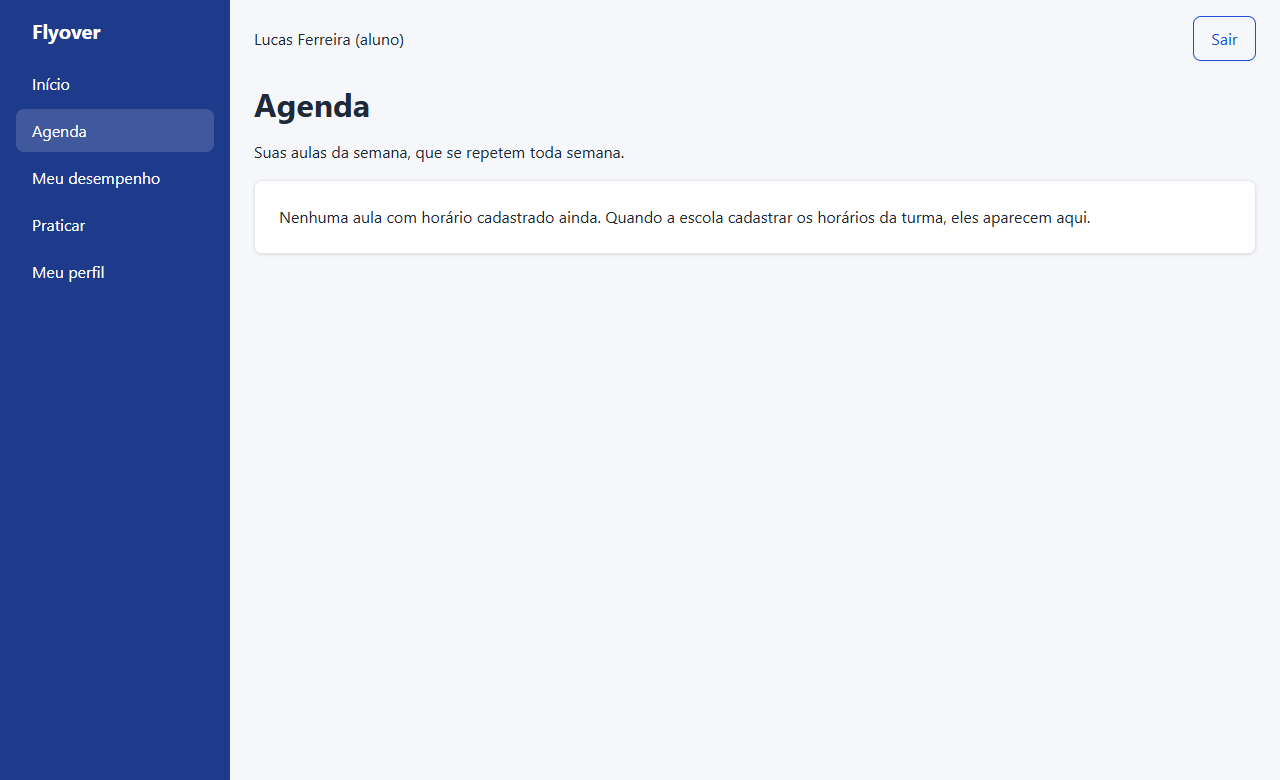 Flyover
Início
Agenda
Meu desempenho
Praticar
Meu perfil
Lucas Ferreira (aluno)
Sair
Agenda
Suas aulas da semana, que se repetem toda semana.
Nenhuma aula com horário cadastrado ainda. Quando a escola cadastrar os horários da turma, eles aparecem aqui.